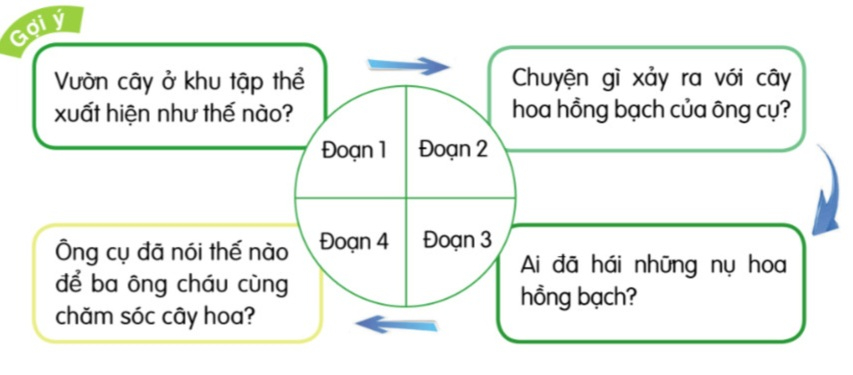 Gợi ý
Vườn cây ở khu tập thể
xuất hiện như thế nào?
Chuyện gì xảy ra với cây
hoa hồng bạch của ông cụ?
Đoạn 1
Đoạn 2
Đoạn 4
Đoạn 3
Ông cụ đã nói thế nào
để ba ông cháu cùng
chăm sóc cây hoa?
Ai đã hái những nụ hoa
hồng bạch?